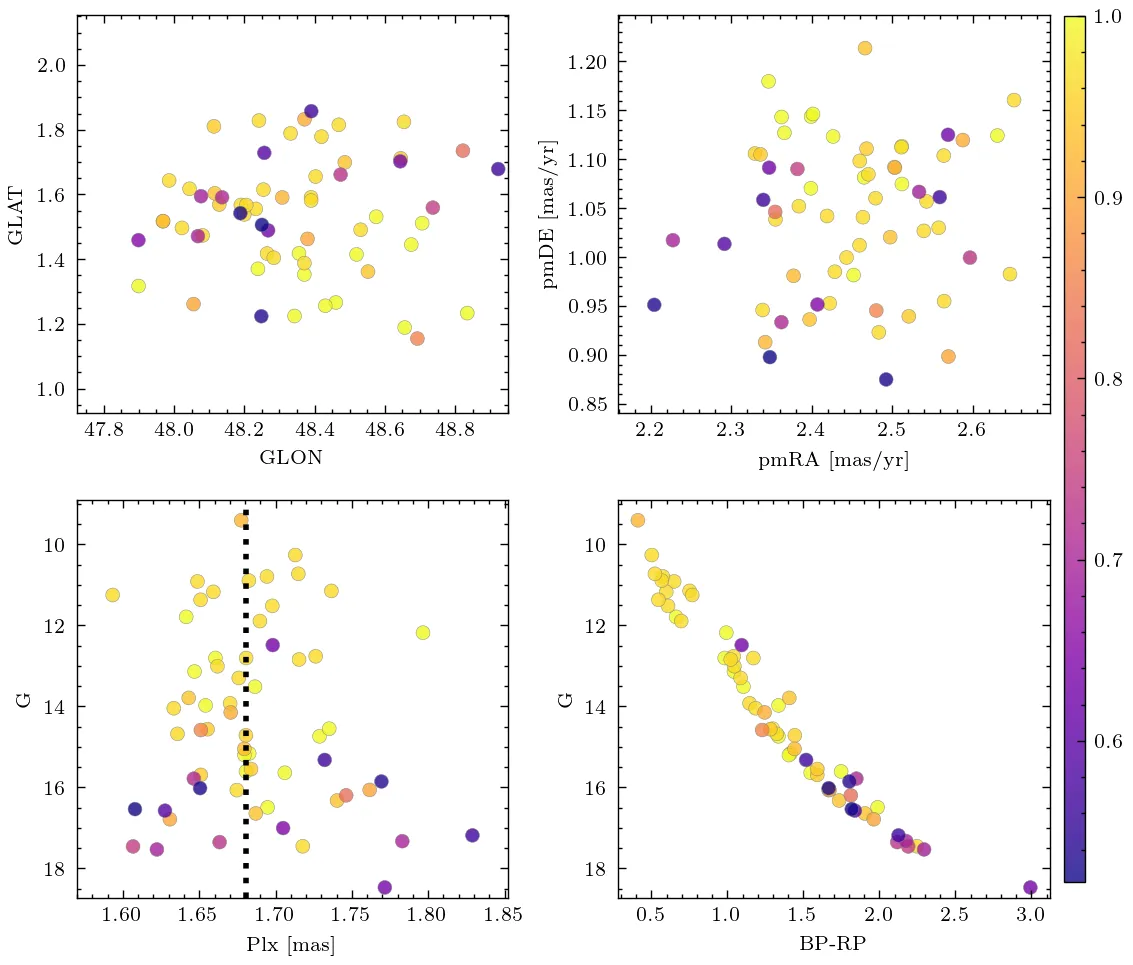 2.0
1.8
1.6
1.4
1.2
1.0
GLAT
47.8 48.0 48.2 48.4 48.6 48.8
GLON
1.20
1.15
1.10
1.05
1.00
0.95
0.90
0.85
pmDE [mas/yr]
2.2 2.3 2.4 2.5 2.6
pmRA [mas/yr]
1.0
0.9
0.8
0.7
0.6
10
12
14
16
18
G
1.60 1.65 1.70 1.75 1.80 1.85
Plx [mas]
10
12
14
16
18
G
0.5 1.0 1.5 2.0 2.5 3.0
BP-RP